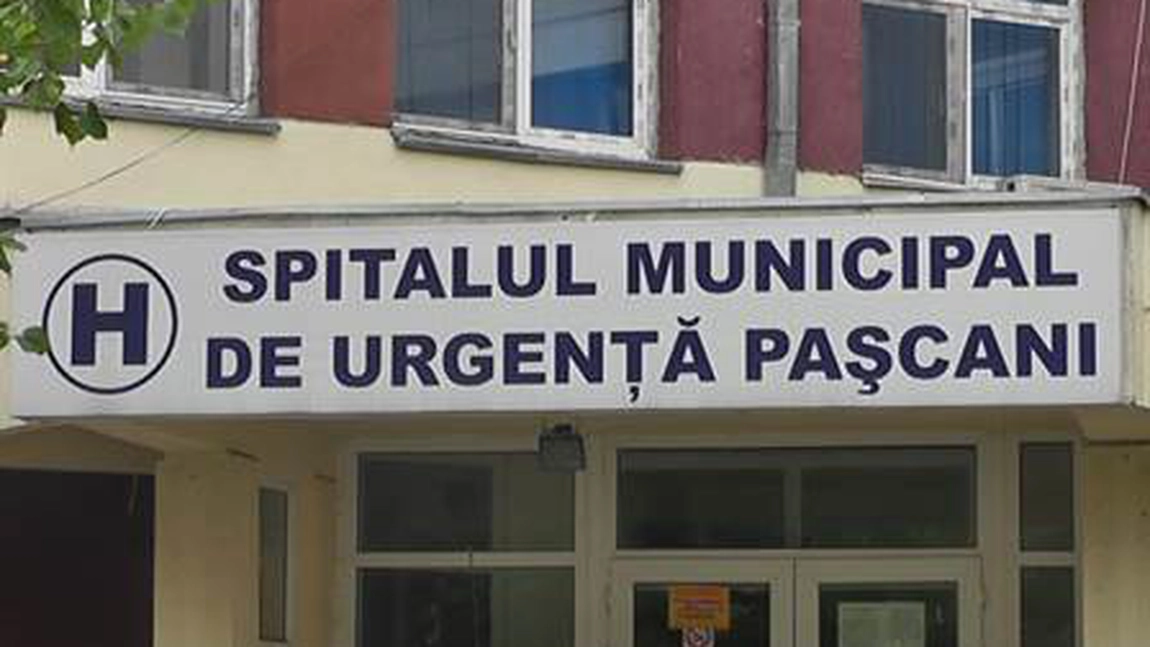 H
SPITALUL MUNICIPAL
DE URGENȚĂ PAŞCANI